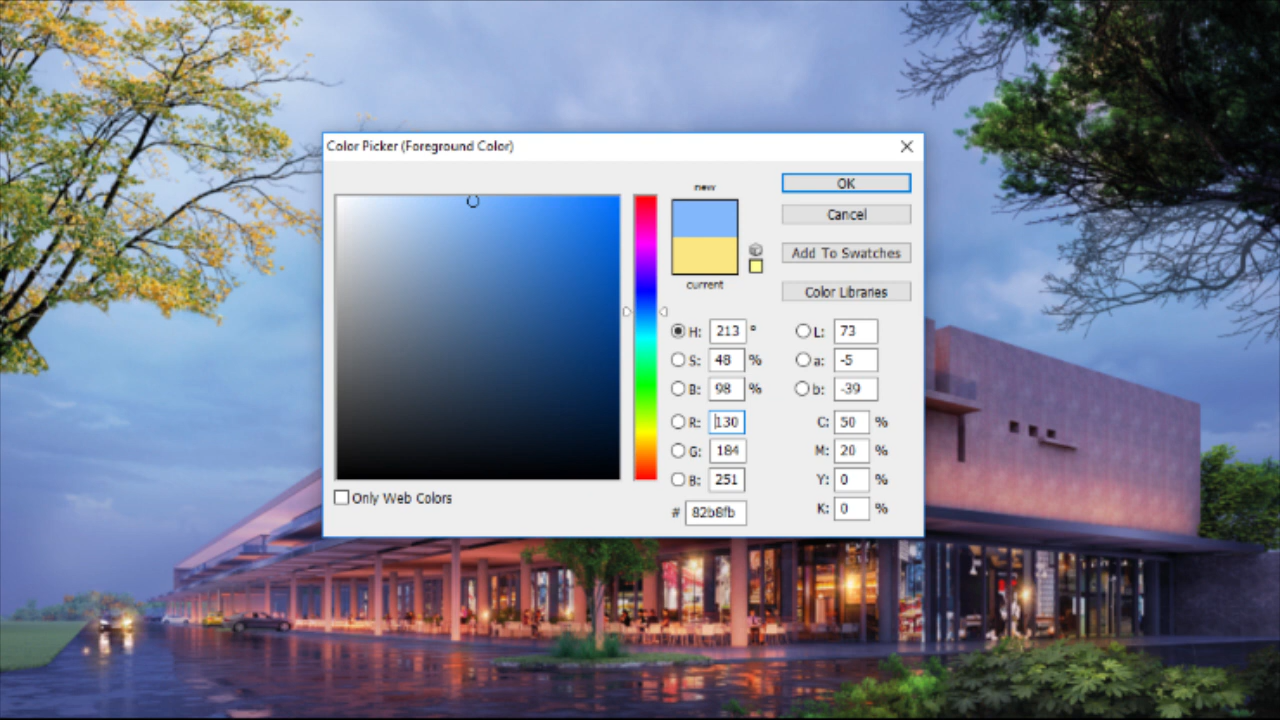 Color Picker (Foreground Color)
new
OK
Cancel
Add To Swatches
current
Color Libraries
H: 213 °
L: 73
S: 48 %
a: -5
B: 98 %
b: -39
R: 130
C: 50 %
G: 184
M: 20 %
B: 251
Y: 0 %
Only Web Colors
# 82b8fb
K: 0 %